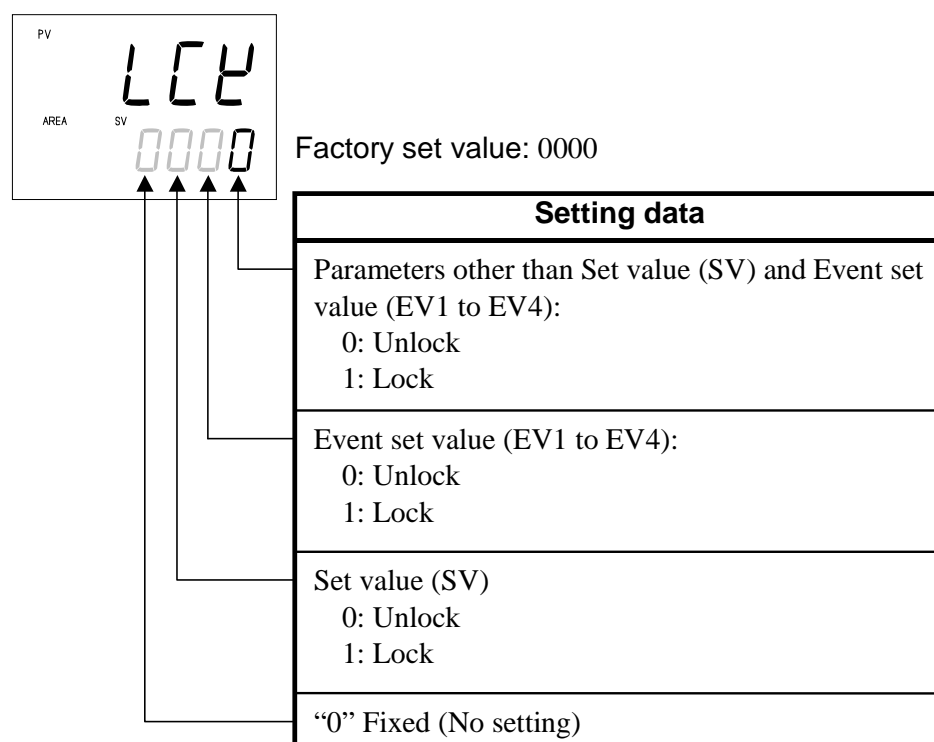 PV
LCK
AREA SV
0000
Factory set value: 0000
Setting data
Parameters other than Set value (SV) and Event set
value (EV1 to EV4):
0: Unlock
1: Lock
Event set value (EV1 to EV4):
0: Unlock
1: Lock
Set value (SV)
0: Unlock
1: Lock
“0” Fixed (No setting)